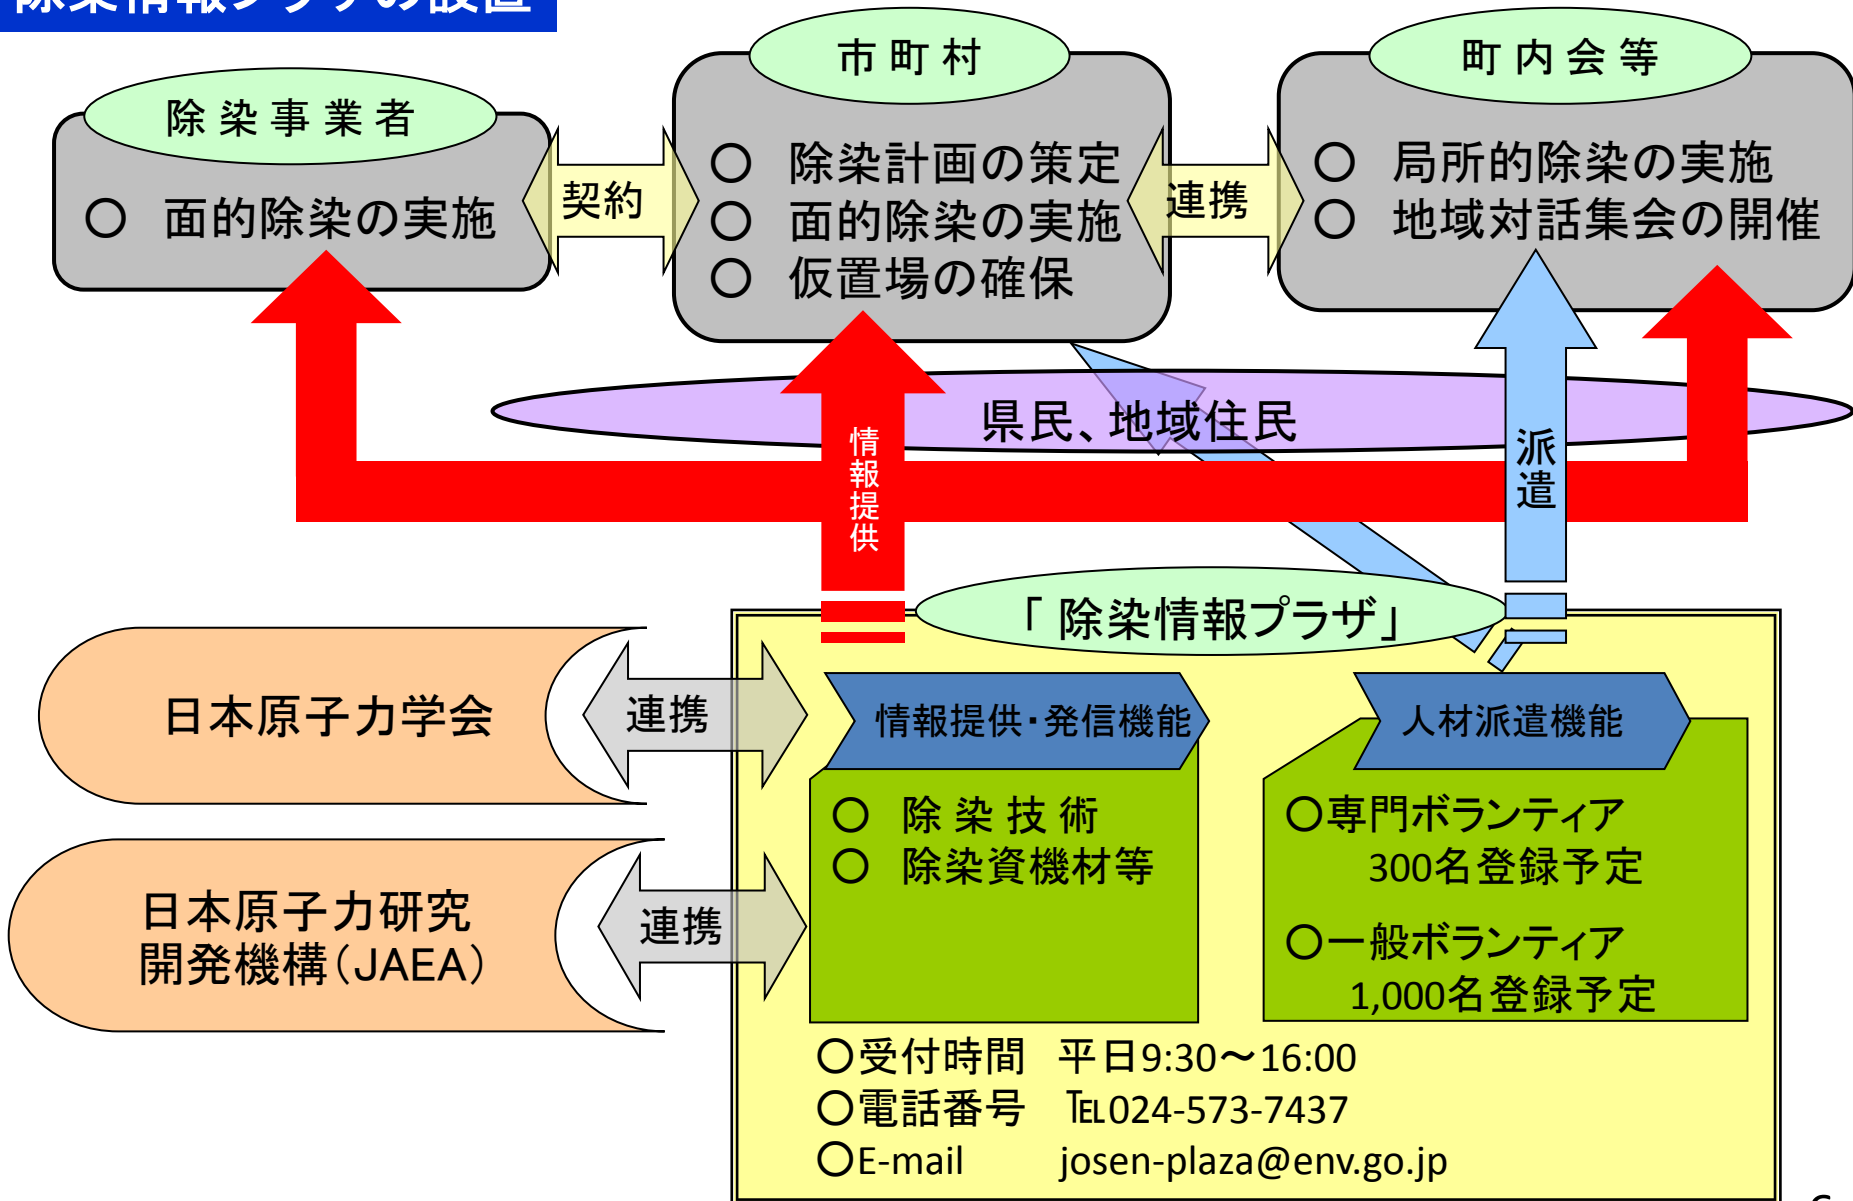 除染情報プラザの設置
除染事業者
○ 面的除染の実施
契約
市町村
○ 除染計画の策定
○ 面的除染の実施
○ 仮置場の確保
連携
町内会等
○ 局所的除染の実施
○ 地域対話集会の開催
県民、地域住民
情報提供
派遣
「除染情報プラザ」
日本原子力学会
連携
日本原子力研究
開発機構（JAEA）
連携
情報提供・発信機能
○ 除染技術
○ 除染資機材等
人材派遣機能
○専門ボランティア
300名登録予定
○一般ボランティア
1,000名登録予定
○受付時間 平日9:30～16:00
○電話番号 ℡024-573-7437
○E-mail josen-plaza@env.go.jp